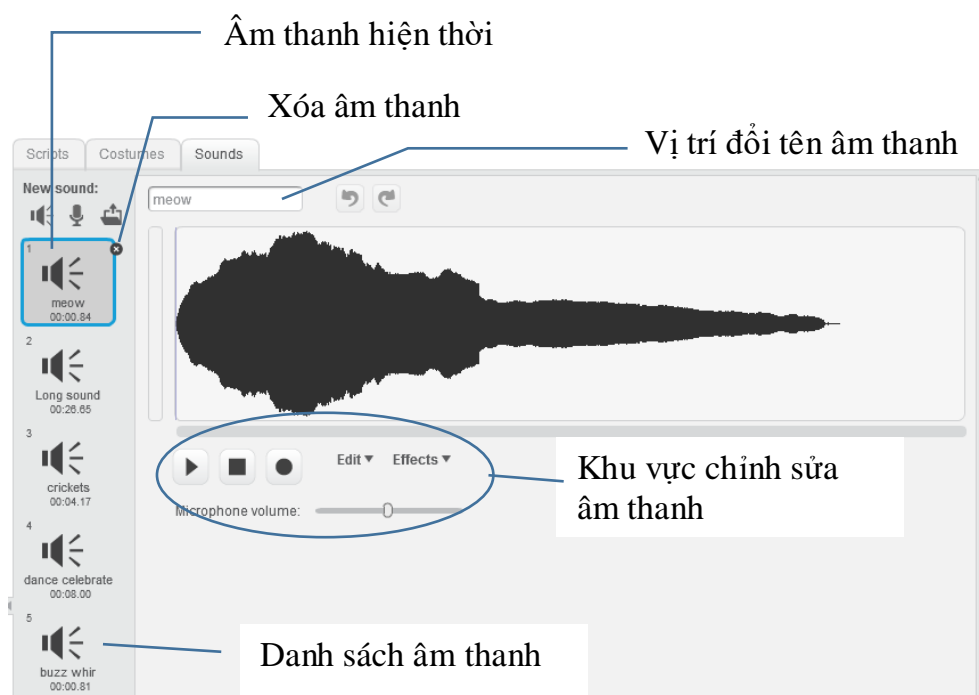 Âm thanh hiện thời
Xóa âm thanh
Vị trí đổi tên âm thanh
Scripts
Costumes
Sounds
New sound:
meow
1
meow
00:00.84
2
Long sound
00:26.65
3
crickets
00:04.17
Edit
Effects
Microphone volume:
Khu vực chỉnh sửa
âm thanh
4
dance celebrate
00:08.00
5
buzz whir
00:00.81
Danh sách âm thanh